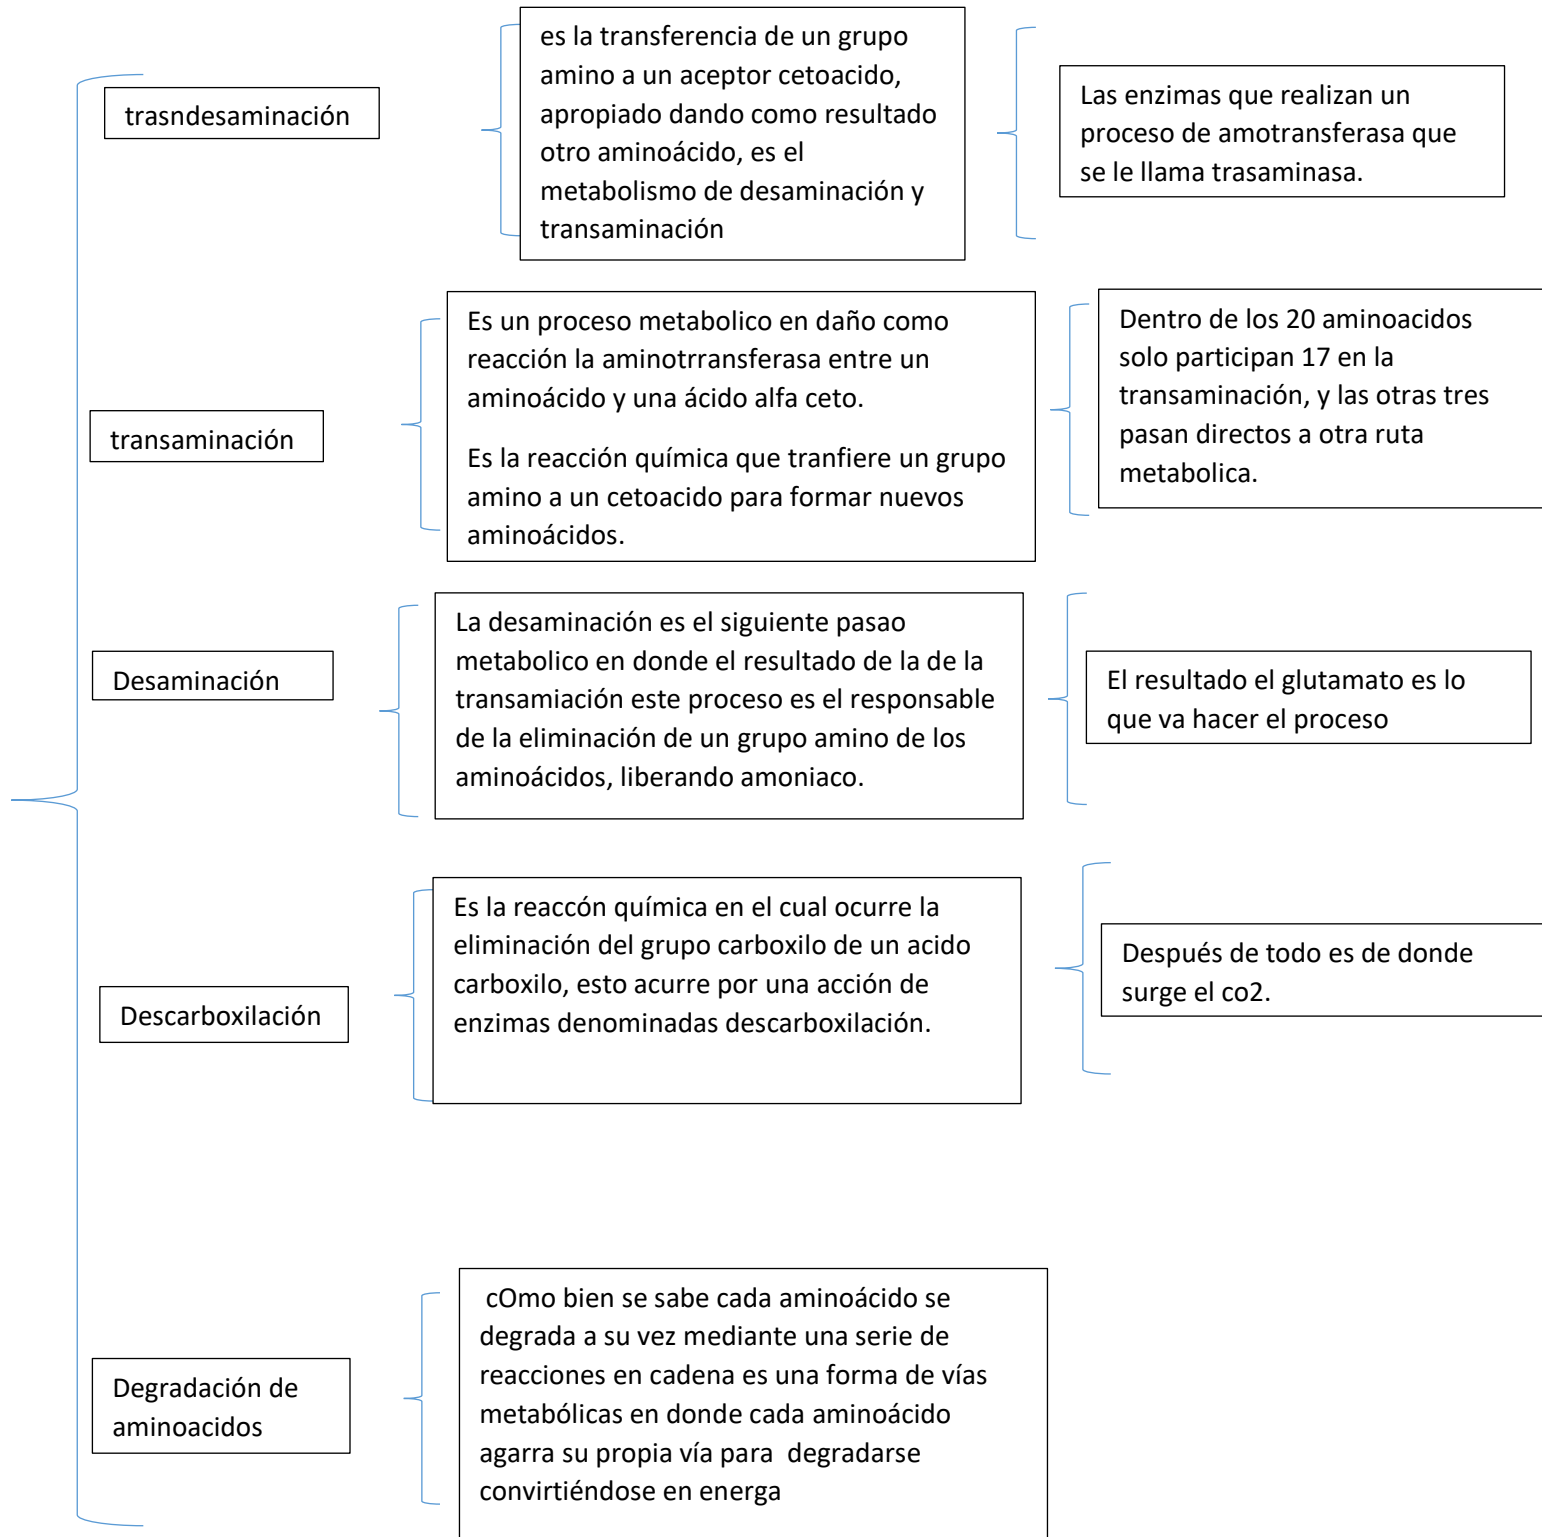 trasndesaminación
es la transferencia de un grupo
amino a un aceptor cetoacido,
apropiado dando como resultado
otro aminoácido, es el
metabolismo de desaminación y
transaminación
Las enzimas que realizan un
proceso de amotransferasa que
se le llama trasaminasa.
transaminación
Es un proceso metabolico en daño como
reacción la aminotrransferasa entre un
aminoácido y una ácido alfa ceto.
Es la reacción química que tranfiere un grupo
amino a un cetoacido para formar nuevos
aminoácidos.
Dentro de los 20 aminoacidos
solo participan 17 en la
transaminación, y las otras tres
pasan directos a otra ruta
metabolica.
Desaminación
La desaminación es el siguiente pasao
metabolico en donde el resultado de la de la
transamiación este proceso es el responsable
de la eliminación de un grupo amino de los
aminoácidos, liberando amoniaco.
El resultado el glutamato es lo
que va hacer el proceso
Descarboxilación
Es la reaccón química en el cual ocurre la
eliminación del grupo carboxilo de un acido
carboxilo, esto acurre por una acción de
enzimas denominadas descarboxilación.
Después de todo es de donde
surge el co2.
Degradación de
aminoacidos
cOmo bien se sabe cada aminoácido se
degrada a su vez mediante una serie de
reacciones en cadena es una forma de vías
metabólicas en donde cada aminoácido
agarra su propia vía para  degradarse
convirtiéndose en energa